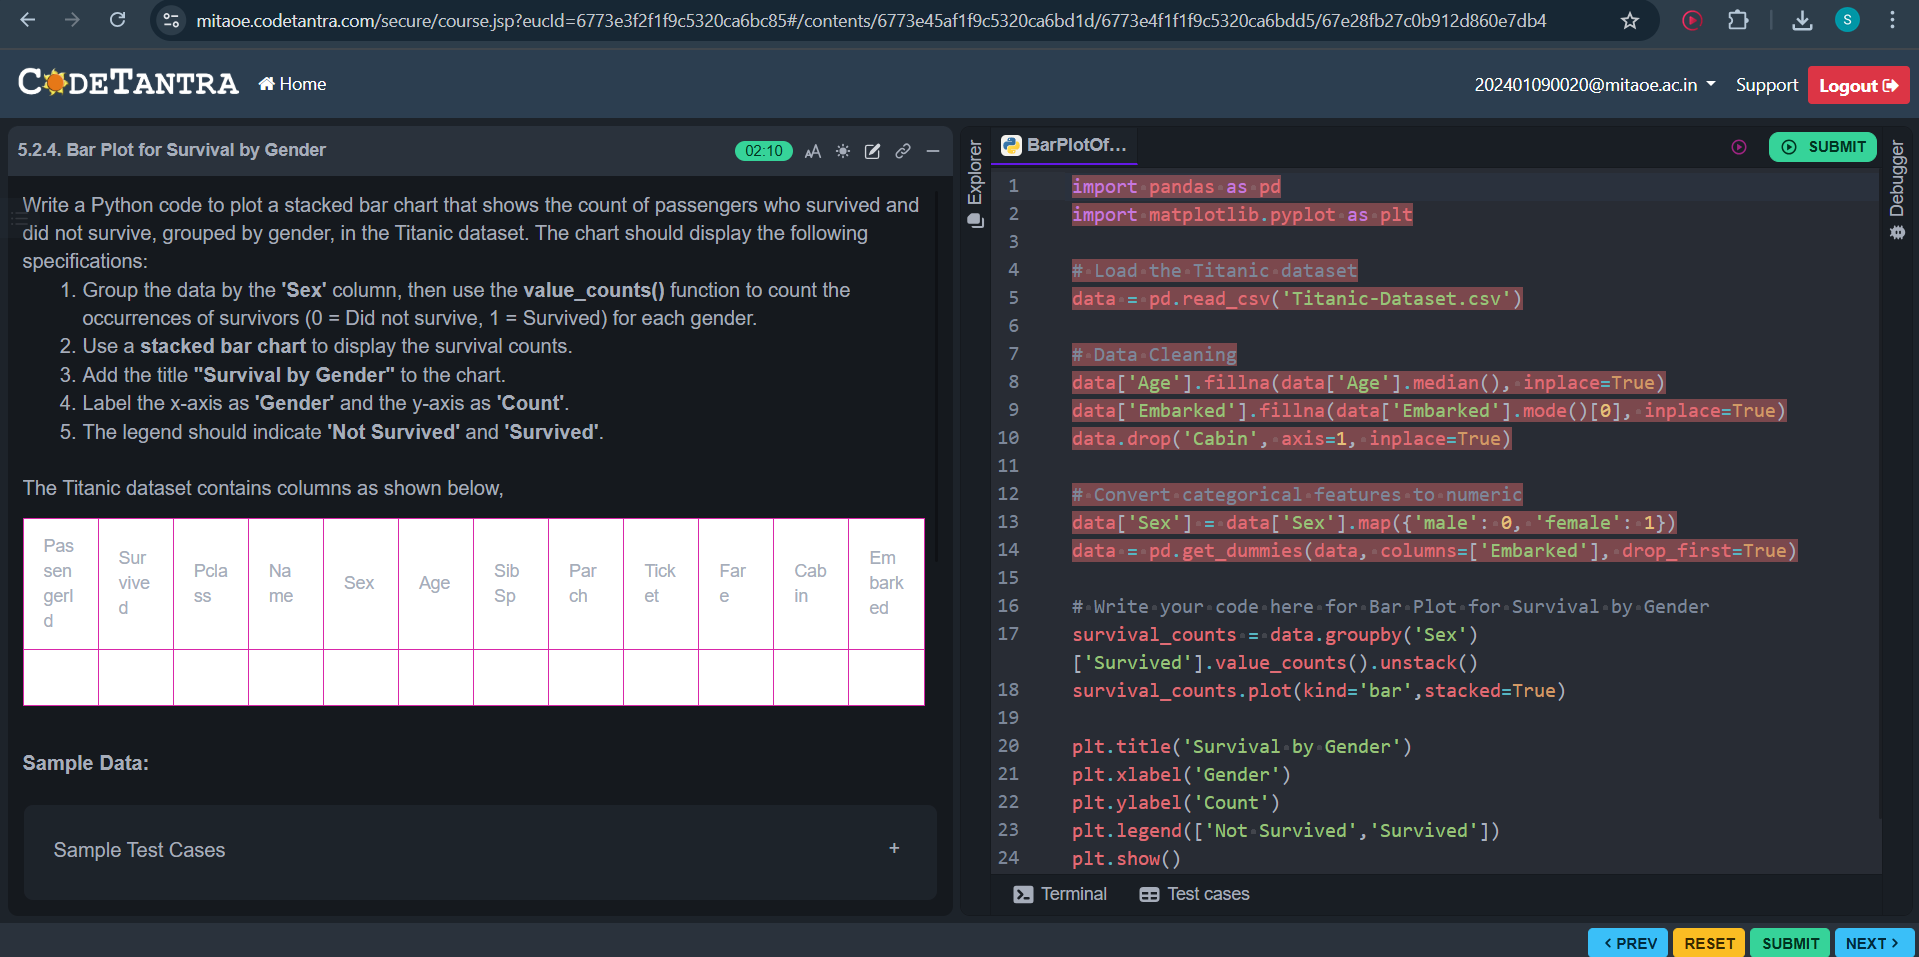 mitaoe.codetantra.com/secure/course.jsp?eucId=6773e3f2f1f9c5320ca6bc85#/contents/6773e45af1f9c5320ca6bd1d/6773e4f1f1f9c5320ca6bdd5/67e28fb27c0b912d860e7db4
S
CODETANTRA
Home
202401090020@mitaoe.ac.in
Support
Logout
5.2.4. Bar Plot for Survival by Gender
02:10
AA
Write a Python code to plot a stacked bar chart that shows the count of passengers who survived and
did not survive, grouped by gender, in the Titanic dataset. The chart should display the following
specifications:
1. Group the data by the 'Sex' column, then use the value_counts() function to count the
occurrences of survivors (0 = Did not survive, 1 = Survived) for each gender.
2. Use a stacked bar chart to display the survival counts.
3. Add the title "Survival by Gender" to the chart.
4. Label the x-axis as 'Gender' and the y-axis as 'Count'.
5. The legend should indicate 'Not Survived' and 'Survived'.
The Titanic dataset contains columns as shown below,
Pas
sen
gerI
d
Sur
vive
d
Pcla
ss
Na
me
Sex
Age
Sib
Sp
Par
ch
Tick
et
Far
e
Cab
in
Em
bark
ed
Sample Data:
Sample Test Cases
+
Explorer
BarPlotOf...
SUBMIT
Debugger
1 import pandas as pd
2 import matplotlib.pyplot as plt
3
4 # Load the Titanic dataset
5 data = pd.read_csv('Titanic-Dataset.csv')
6
7 # Data Cleaning
8 data['Age'].fillna(data['Age'].median(), inplace=True)
9 data['Embarked'].fillna(data['Embarked'].mode()[0], inplace=True)
10 data.drop('Cabin', axis=1, inplace=True)
11
12 # Convert categorical features to numeric
13 data['Sex'] = data['Sex'].map({'male': 0, 'female': 1})
14 data = pd.get_dummies(data, columns=['Embarked'], drop_first=True)
15
16 # Write your code here for Bar Plot for Survival by Gender
17 survival_counts = data.groupby('Sex')
['Survived'].value_counts().unstack()
18 survival_counts.plot(kind='bar',stacked=True)
19
20 plt.title('Survival by Gender')
21 plt.xlabel('Gender')
22 plt.ylabel('Count')
23 plt.legend(['Not Survived','Survived'])
24 plt.show()
Terminal
Test cases
< PREV
RESET
SUBMIT
NEXT >